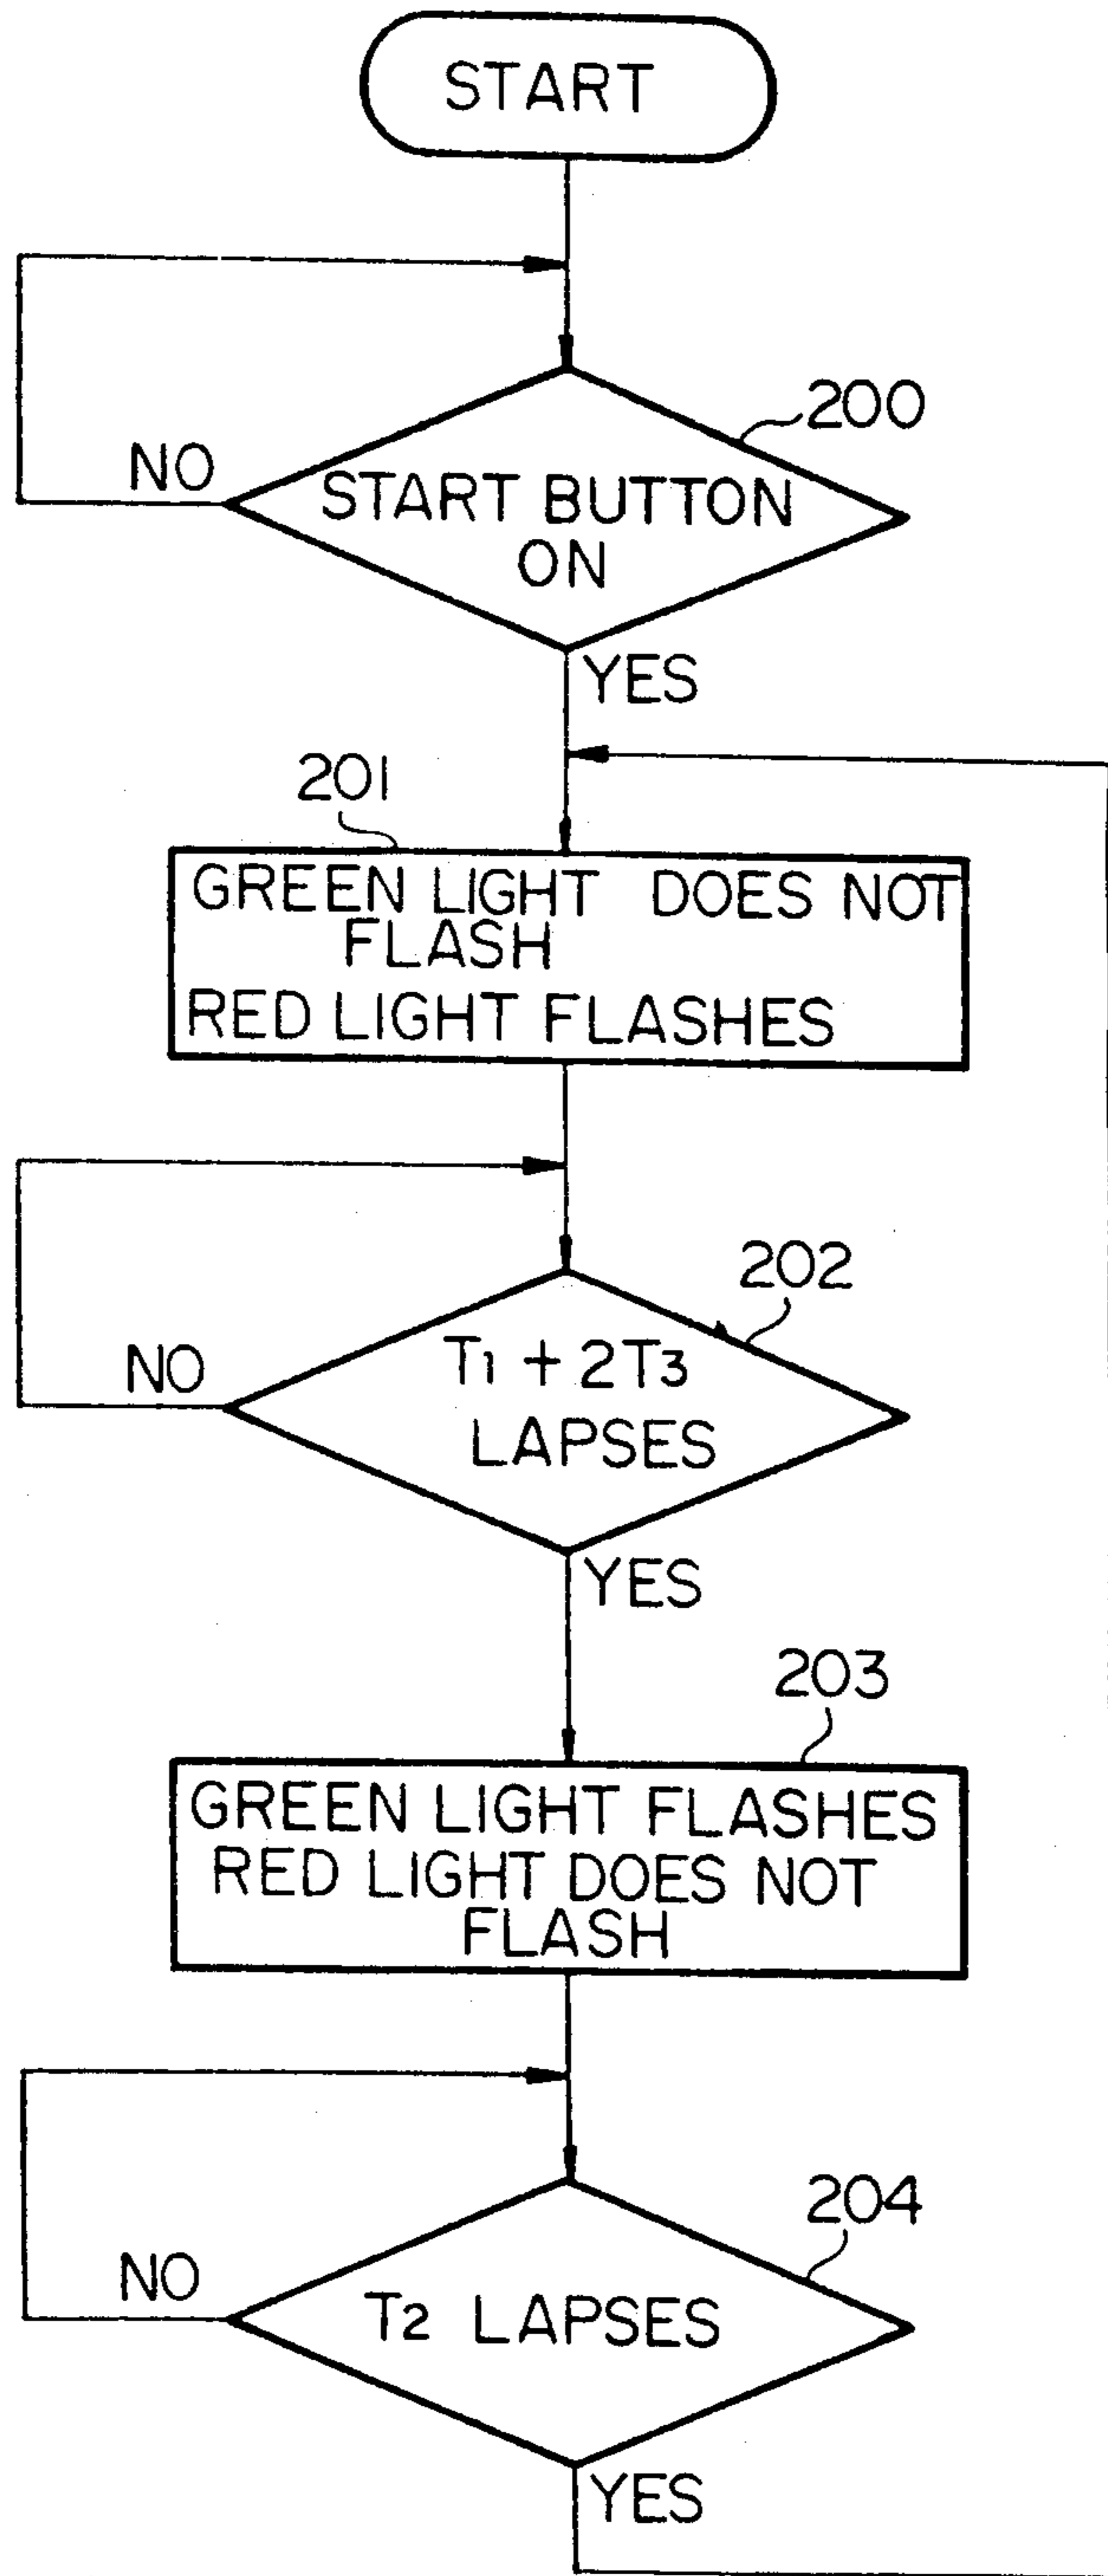 START
200
NO
START BUTTON
ON
YES
201
GREEN LIGHT DOES NOT
FLASH
RED LIGHT FLASHES
202
NO
T1 + 2T3
LAPSES
YES
203
GREEN LIGHT FLASHES
RED LIGHT DOES NOT
FLASH
204
NO
T2 LAPSES
YES